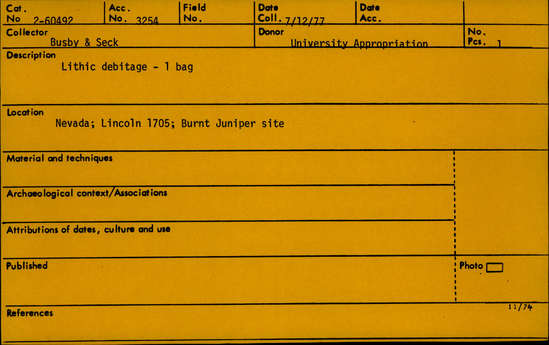 Cat. No 2-60492 Acc. No. 3254 Field No. Date Coll. 7/12/77 Date Acc.
Collector Busby & Seck Donor University Appropriation No. Pcs. 1
Description
Lithic debitage - 1 bag
Location
Nevada; Lincoln 1705; Burnt Juniper site
Material and techniques
Archaeological context/Associations
Attributions of dates, culture and use
Published Photo
References 11/74